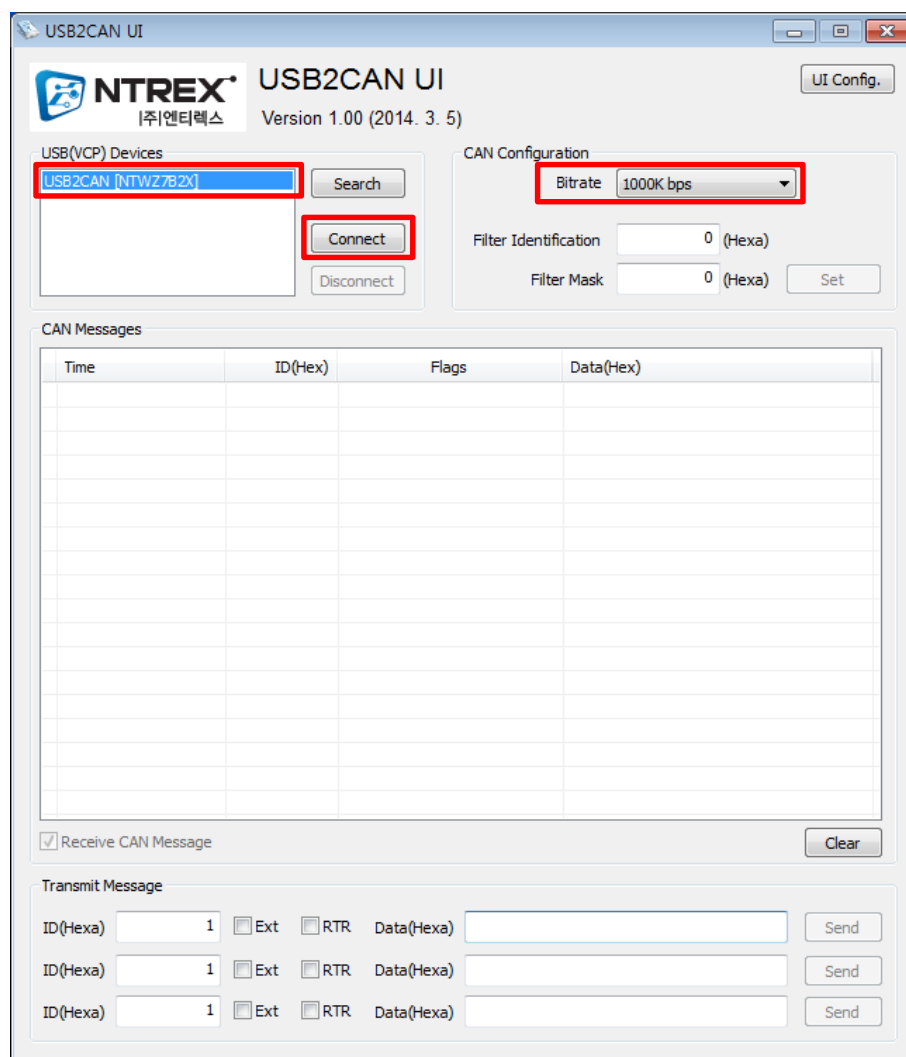 USB2CAN UI
NTREX
|주|엔티렉스
USB2CAN UI
Version 1.00 (2014. 3. 5)
UI Config.
USB(VCP) Devices
USB2CAN [NTWZ7B2X]
Search
Connect
Disconnect
CAN Configuration
Bitrate 1000K bps
Filter Identification 0 (Hexa)
Filter Mask 0 (Hexa) Set
CAN Messages
Time ID(Hex) Flags Data(Hex)
Receive CAN Message Clear
Transmit Message
ID(Hexa) 1 Ext RTR Data(Hexa) Send
ID(Hexa) 1 Ext RTR Data(Hexa) Send
ID(Hexa) 1 Ext RTR Data(Hexa) Send